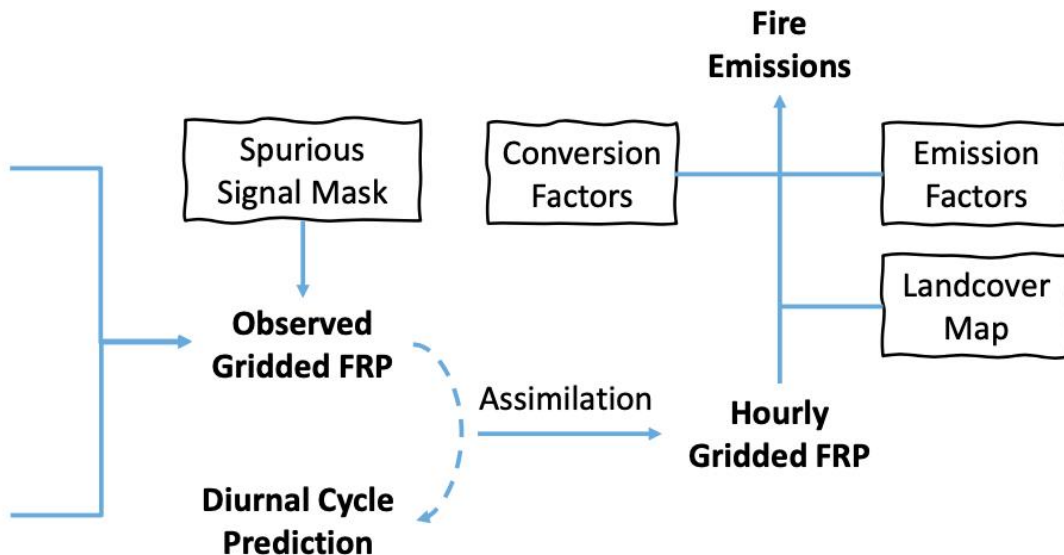 Fire
Emissions
Spurious
Signal Mask
Conversion
Factors
Emission
Factors
Landcover
Map
Observed
Gridded FRP
Assimilation
Hourly
Gridded FRP
Diurnal Cycle
Prediction